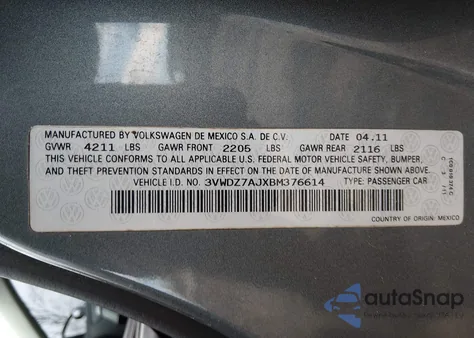 MANUFACTURED BY VOLKSWAGEN DE MEXICO S.A. DE C.V. DATE 04.11
GVWR 4211 LBS GAWR FRONT 2205 LBS GAWR REAR 2116 LBS
THIS VEHICLE CONFORMS TO ALL APPLICABLE U.S. FEDERAL MOTOR VEHICLE SAFETY, BUMPER,
AND THEFT PREVENTION STANDARDS IN EFFECT ON THE DATE OF MANUFACTURE SHOWN ABOVE.
VEHICLE I.D. NO. 3VWDZ7AJXBM376614 TYPE: PASSENGER CAR
COUNTRY OF ORIGIN: MEXICO
autoSnap